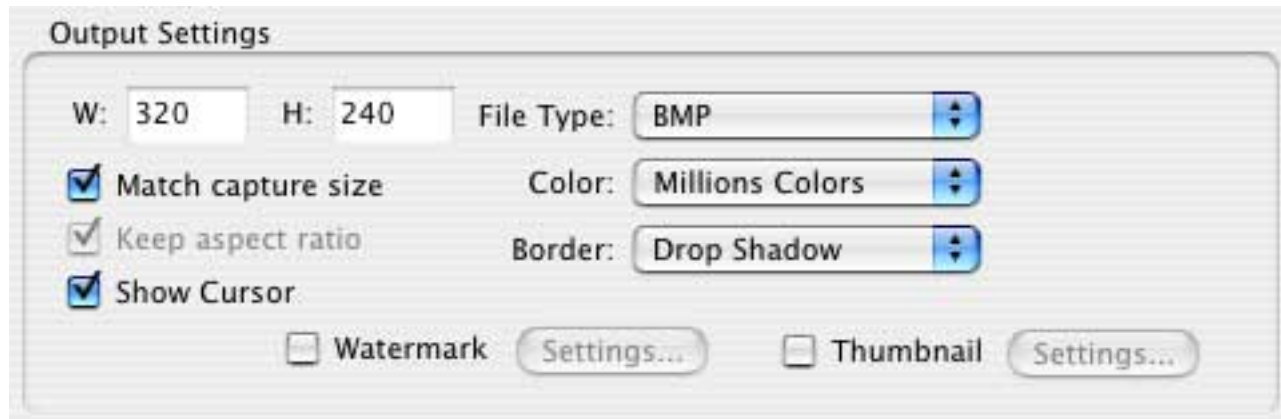 Output Settings
W: 320 H: 240 File Type: BMP
Match capture size Color: Millions Colors
Keep aspect ratio Border: Drop Shadow
Show Cursor
Watermark Settings... Thumbnail Settings...